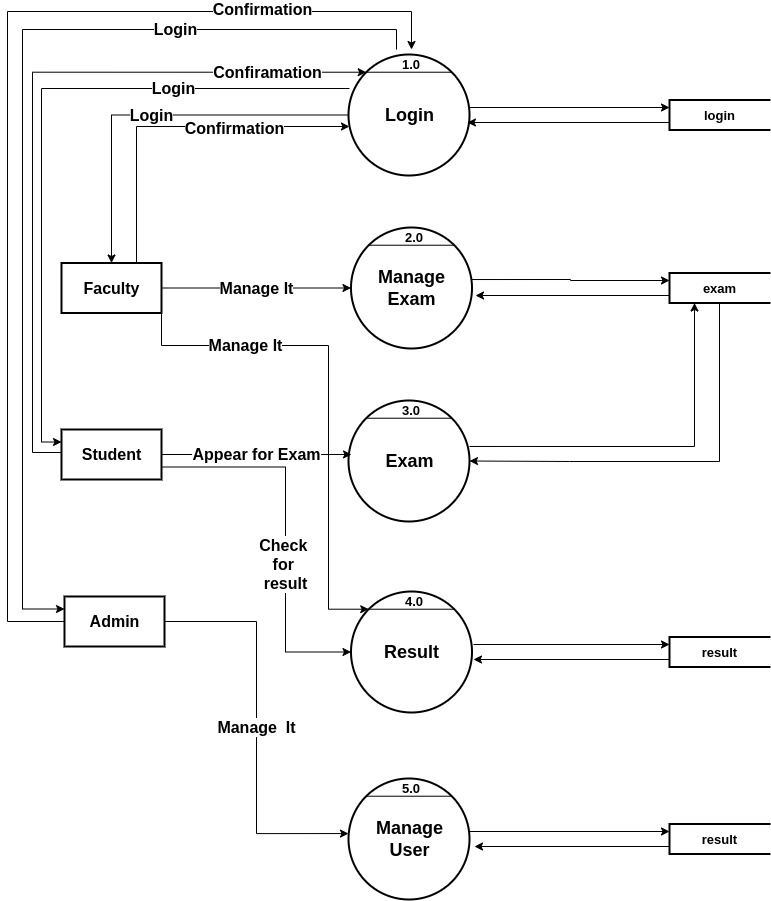 Confirmation
Login
1.0
Confiramation
Login
Login
Login
login
Confirmation
2.0
Manage
Exam
Faculty
Manage It
exam
Manage It
3.0
Student
Appear for Exam
Exam
Check
for
result
4.0
Admin
Result
result
Manage  It
5.0
Manage
User
result